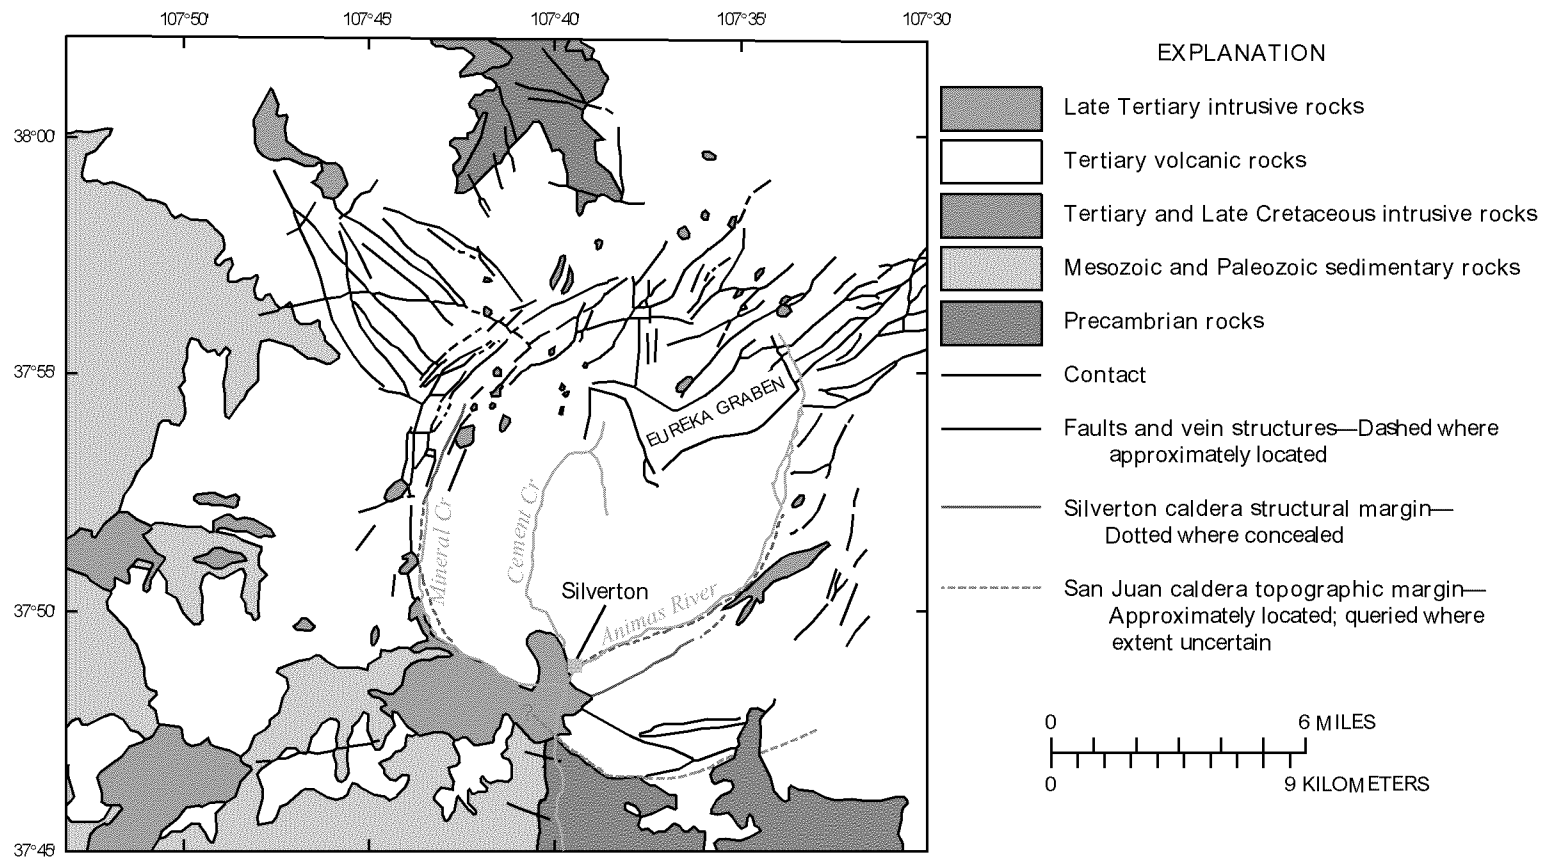 107°50'
107°45'
107°40'
107°35'
107°30'
38°00'
37°55'
37°50'
37°45'
EUREKA GRABEN
Mineral Cr
Cement Cr
Silverton
Animas River
EXPLANATION
Late Tertiary intrusive rocks
Tertiary volcanic rocks
Tertiary and Late Cretaceous intrusive rocks
Mesozoic and Paleozoic sedimentary rocks
Precambrian rocks
Contact
Faults and vein structures—Dashed where
approximately located
Silverton caldera structural margin—
Dotted where concealed
San Juan caldera topographic margin—
Approximately located; queried where
extent uncertain
0 6 MILES
0 9 KILOMETERS